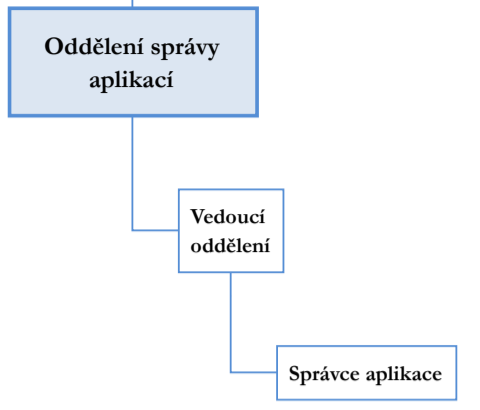 Oddělení správy
aplikací
Vedoucí
oddělení
Správce aplikace